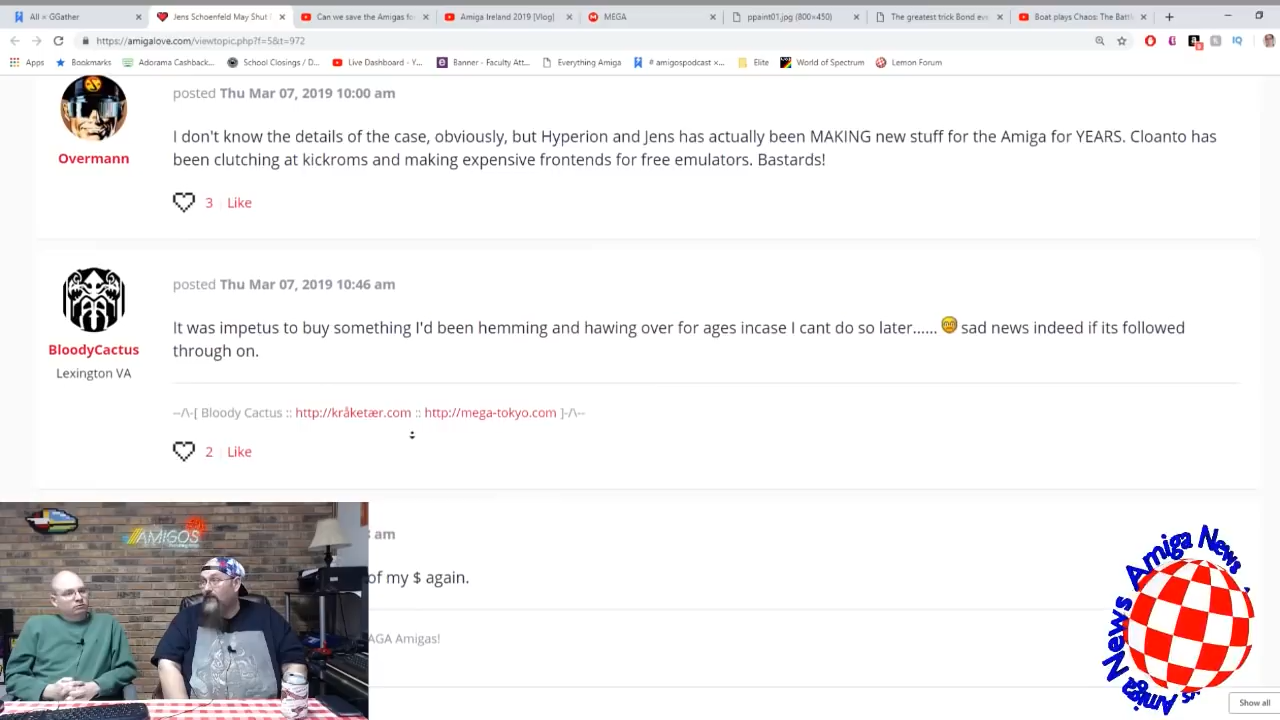 All × GGather
Jens Schoenfeld May Shut
Can we save the Amigas for
Amiga Ireland 2019 [Vlog]
MEGA
ppaint01.jpg (800×450)
The greatest trick Bond eve
Boat plays Chaos: The Battl
https://amigalove.com/viewtopic.php?f=5&t=972
Apps
Bookmarks
Adorama Cashback...
School Closings / D...
Live Dashboard - Y...
Banner - Faculty Att...
Everything Amiga
# amigospodcast ×...
Elite
World of Spectrum
Lemon Forum
posted Thu Mar 07, 2019 10:00 am
I don't know the details of the case, obviously, but Hyperion and Jens has actually been MAKING new stuff for the Amiga for YEARS. Cloanto has
been clutching at kickroms and making expensive frontends for free emulators. Bastards!
Overmann
3 Like
posted Thu Mar 07, 2019 10:46 am
It was impetus to buy something I'd been hemming and hawing over for ages incase I cant do so later...... sad news indeed if its followed
through on.
BloodyCactus
Lexington VA
--/\-[ Bloody Cactus :: http://kråketær.com :: http://mega-tokyo.com ]-/\--
2 Like
am
of my $ again.
AGA Amigas!
AMIGOS
Amiga News
Amiga News
Amiga News
Show all